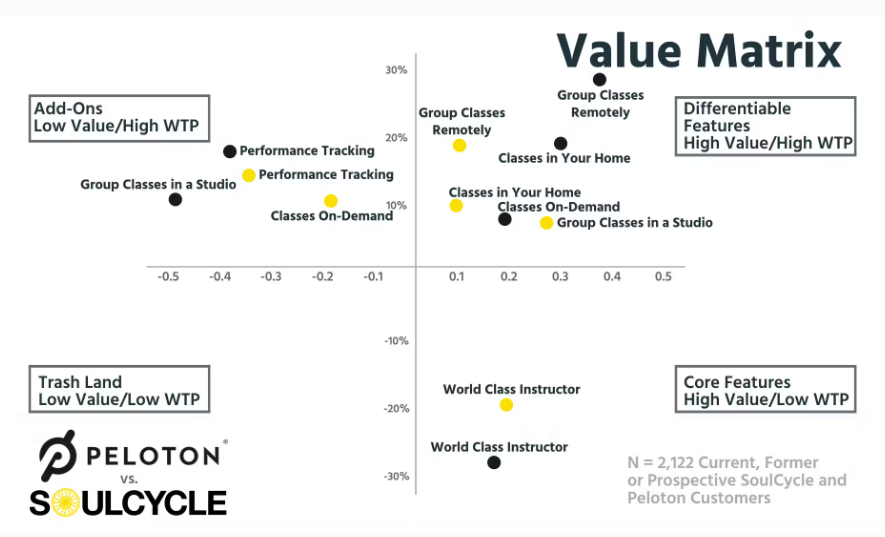 Value Matrix
30%
Group Classes
Remotely
Add-Ons
Low Value/High WTP
Differentiable
Features
High Value/High WTP
Group Classes
Remotely
20%
Performance Tracking
Classes in Your Home
Performance Tracking
Group Classes in a Studio
Classes in Your Home
10%
Classes On-Demand
Classes On-Demand
Group Classes in a Studio
-0.5 -0.4 -0.3 -0.2 -0.1 0.1 0.2 0.3 0.4 0.5
-10%
Trash Land
Low Value/Low WTP
World Class Instructor
Core Features
High Value/Low WTP
-20%
World Class Instructor
PELOTON
vs.
SOULCYCLE
-30%
N = 2,122 Current, Former
or Prospective SoulCycle and
Peloton Customers